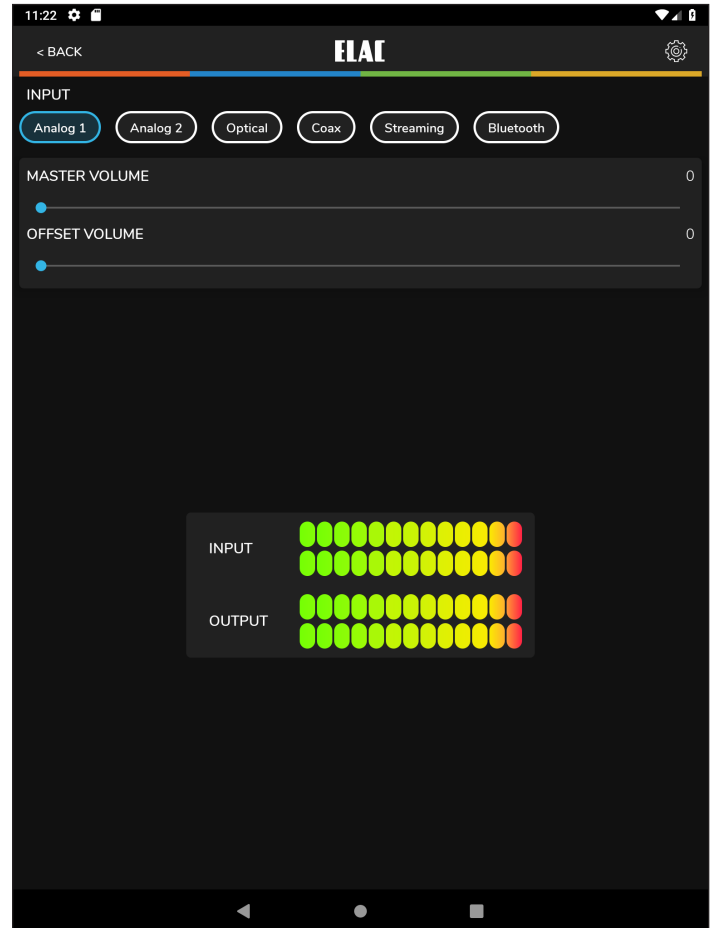 11:22
< BACK
ELAC
INPUT
Analog 1 Analog 2 Optical Coax Streaming Bluetooth
MASTER VOLUME 0
OFFSET VOLUME 0
INPUT
OUTPUT